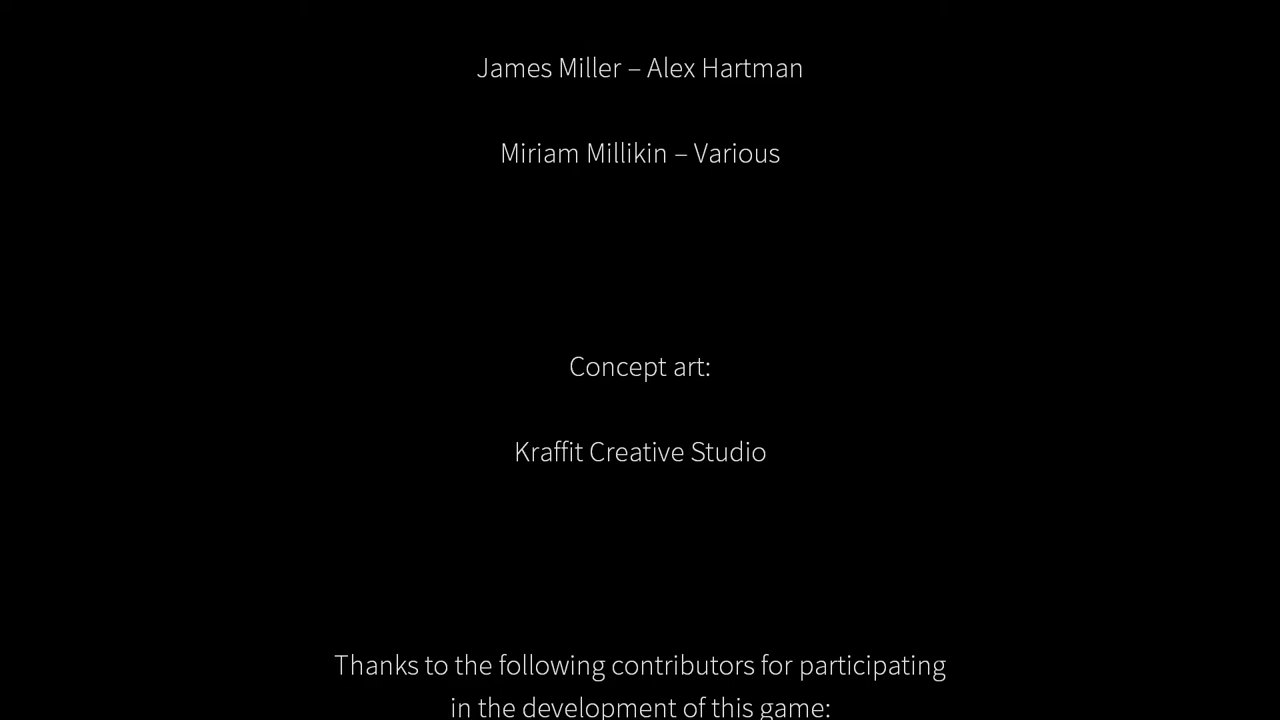 James Miller – Alex Hartman
Miriam Millikin – Various
Concept art:
Kraffit Creative Studio
Thanks to the following contributors for participating
in the development of this game: